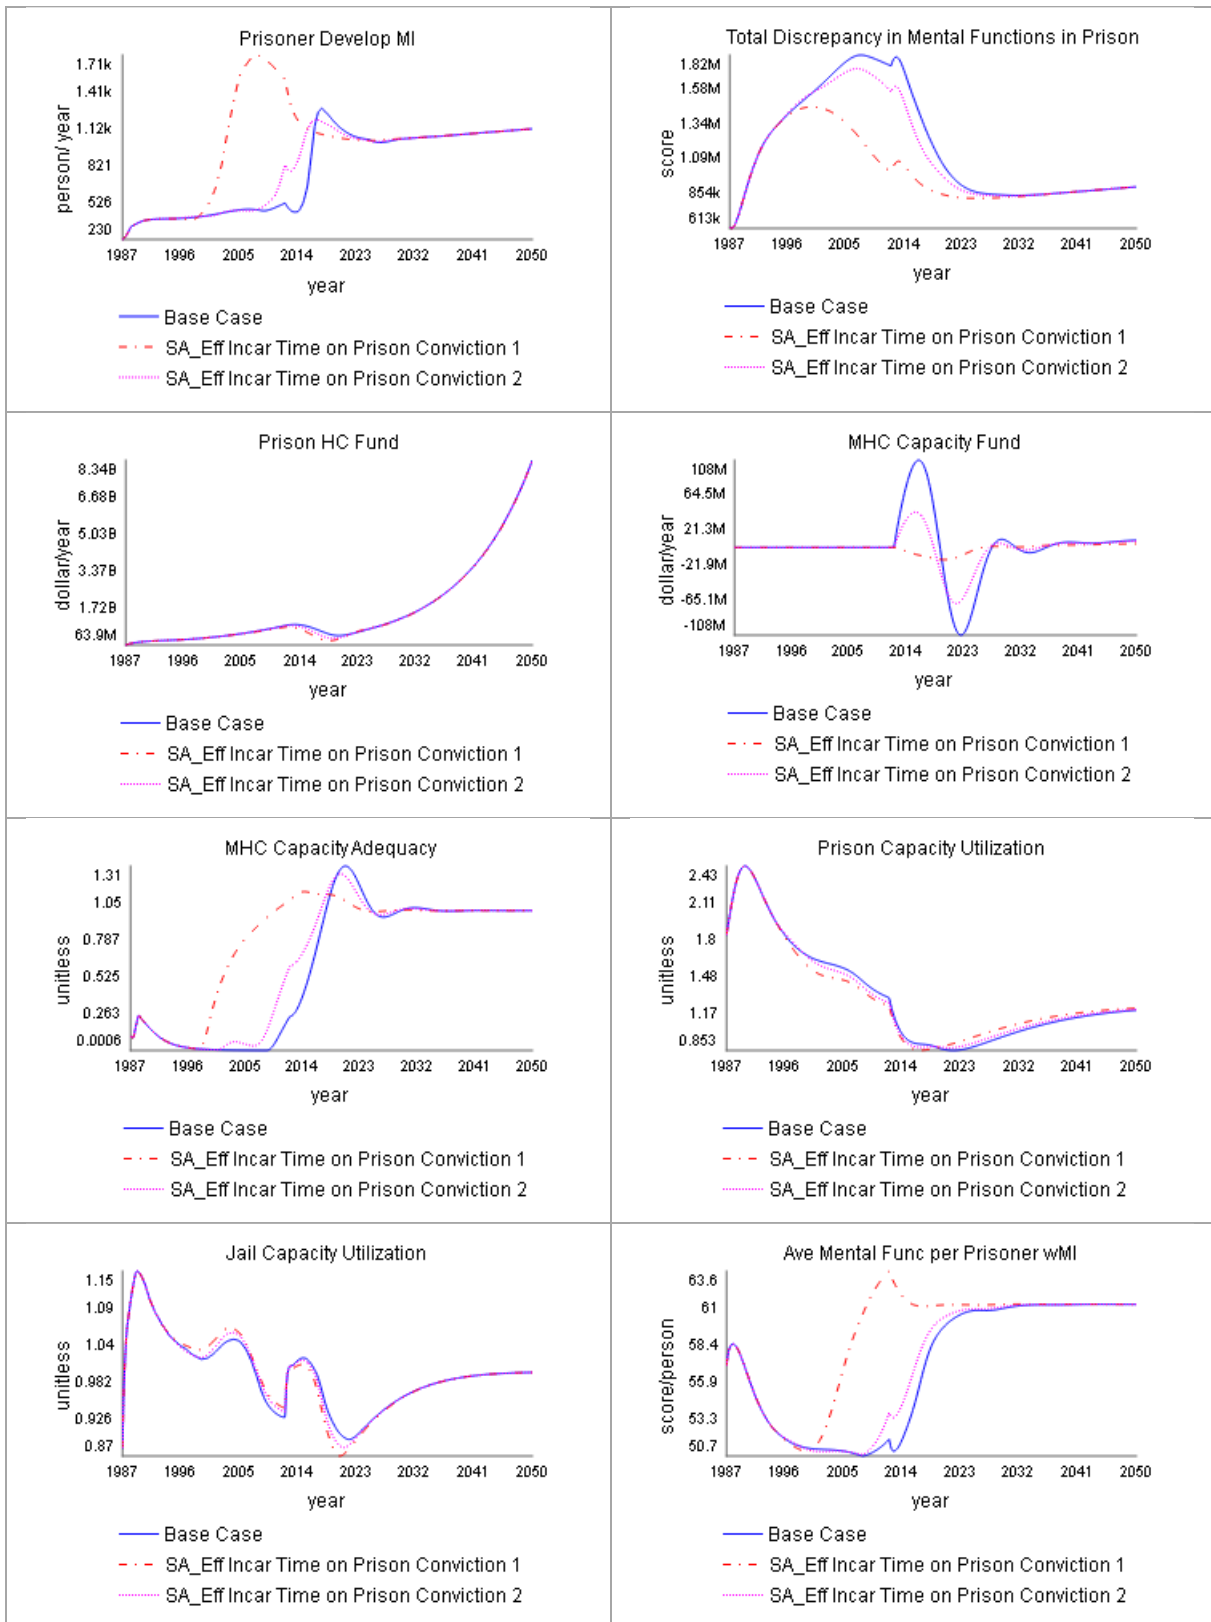 Prisoner Develop MI
person/ year
1.71k
1.41k
1.12k
821
526
230
1987 1996 2005 2014 2023 2032 2041 2050
year
Base Case
SA_Eff Incar Time on Prison Conviction 1
SA_Eff Incar Time on Prison Conviction 2
Total Discrepancy in Mental Functions in Prison
score
1.82M
1.58M
1.34M
1.09M
854k
613k
1987 1996 2005 2014 2023 2032 2041 2050
year
Base Case
SA_Eff Incar Time on Prison Conviction 1
SA_Eff Incar Time on Prison Conviction 2
Prison HC Fund
dollar/year
8.34B
6.68B
5.03B
3.37B
1.72B
63.9M
1987 1996 2005 2014 2023 2032 2041 2050
year
Base Case
SA_Eff Incar Time on Prison Conviction 1
SA_Eff Incar Time on Prison Conviction 2
MHC Capacity Fund
dollar/year
108M
64.5M
21.3M
-21.9M
-65.1M
-108M
1987 1996 2005 2014 2023 2032 2041 2050
year
Base Case
SA_Eff Incar Time on Prison Conviction 1
SA_Eff Incar Time on Prison Conviction 2
MHC Capacity Adequacy
unitless
1.31
1.05
0.787
0.525
0.263
0.0006
1987 1996 2005 2014 2023 2032 2041 2050
year
Base Case
SA_Eff Incar Time on Prison Conviction 1
SA_Eff Incar Time on Prison Conviction 2
Prison Capacity Utilization
unitless
2.43
2.11
1.8
1.48
1.17
0.853
1987 1996 2005 2014 2023 2032 2041 2050
year
Base Case
SA_Eff Incar Time on Prison Conviction 1
SA_Eff Incar Time on Prison Conviction 2
Jail Capacity Utilization
unitless
1.15
1.09
1.04
0.982
0.926
0.87
1987 1996 2005 2014 2023 2032 2041 2050
year
Base Case
SA_Eff Incar Time on Prison Conviction 1
SA_Eff Incar Time on Prison Conviction 2
Ave Mental Func per Prisoner wMI
score/person
63.6
61
58.4
55.9
53.3
50.7
1987 1996 2005 2014 2023 2032 2041 2050
year
Base Case
SA_Eff Incar Time on Prison Conviction 1
SA_Eff Incar Time on Prison Conviction 2